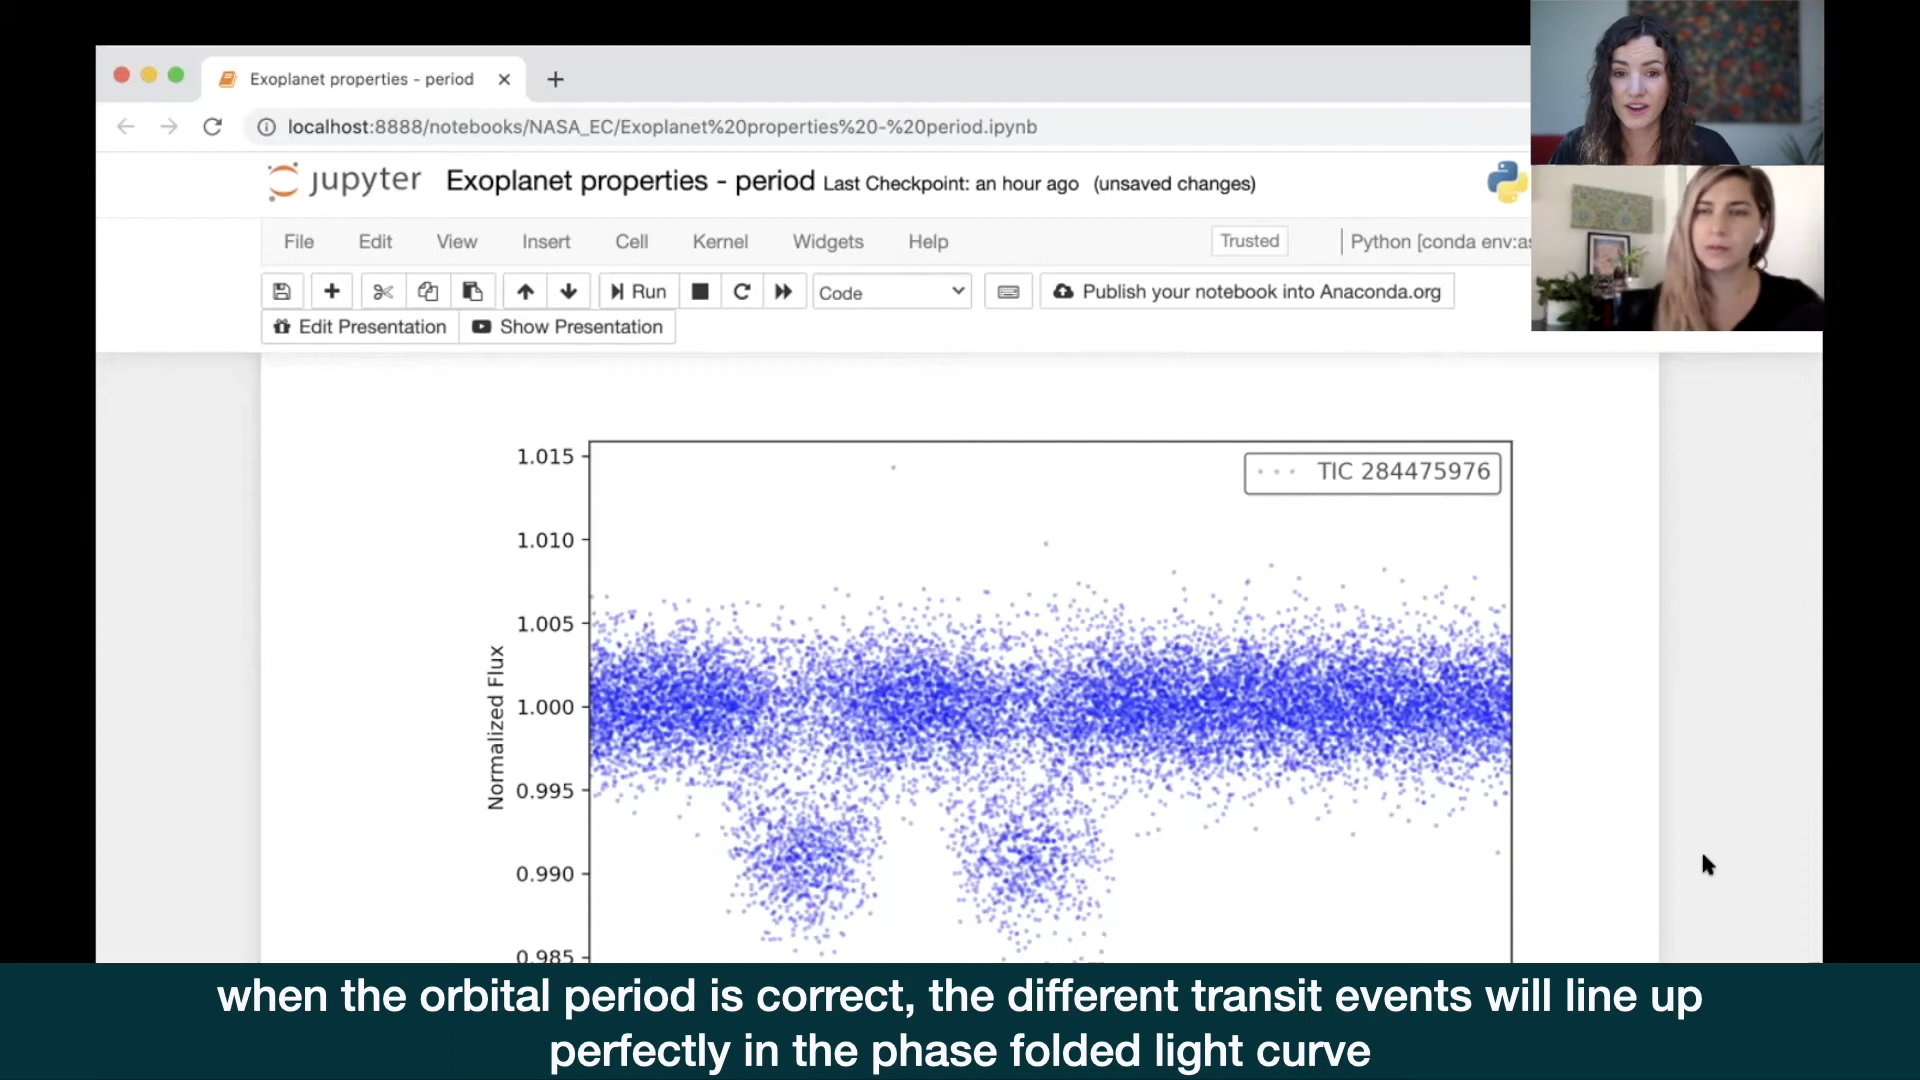 Exoplanet properties - period
localhost:8888/notebooks/NASA_EC/Exoplanet%20properties%20-%20period.ipynb
jupyter Exoplanet properties - period Last Checkpoint: an hour ago (unsaved changes)
File Edit View Insert Cell Kernel Widgets Help Trusted Python [conda env:as
Run Code Publish your notebook into Anaconda.org
Edit Presentation Show Presentation
TIC 284475976
1.015
1.010
1.005
1.000
0.995
0.990
0.985
Normalized Flux
when the orbital period is correct, the different transit events will line up
perfectly in the phase folded light curve